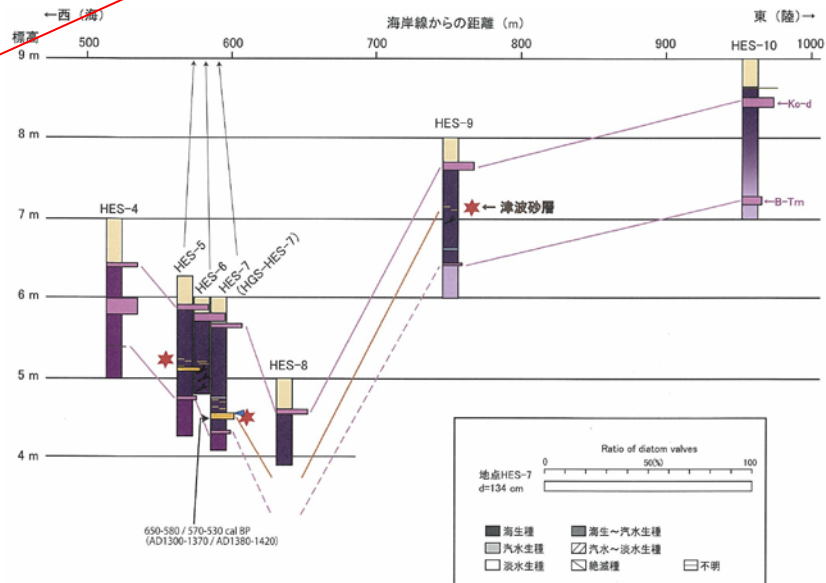 ←西（海）
海岸線からの距離（m）
東（陸）→
標高
500
600
700
800
900
1000
9 m
8 m
7 m
6 m
5 m
4 m
HES-10
←Ko-d
←B-Tm
HES-9
← 津波砂層
HES-4
HES-5
HES-6
HES-7
(HGS-HES-7)
HES-8
650-580 / 570-530 cal BP
(AD1300-1370 / AD1380-1420)
Ratio of diatom valves
0
50(%)
100
地点HES-7
d=134 cm
海生種
海生～汽水生種
汽水生種
汽水～淡水生種
淡水生種
絶滅種
不明